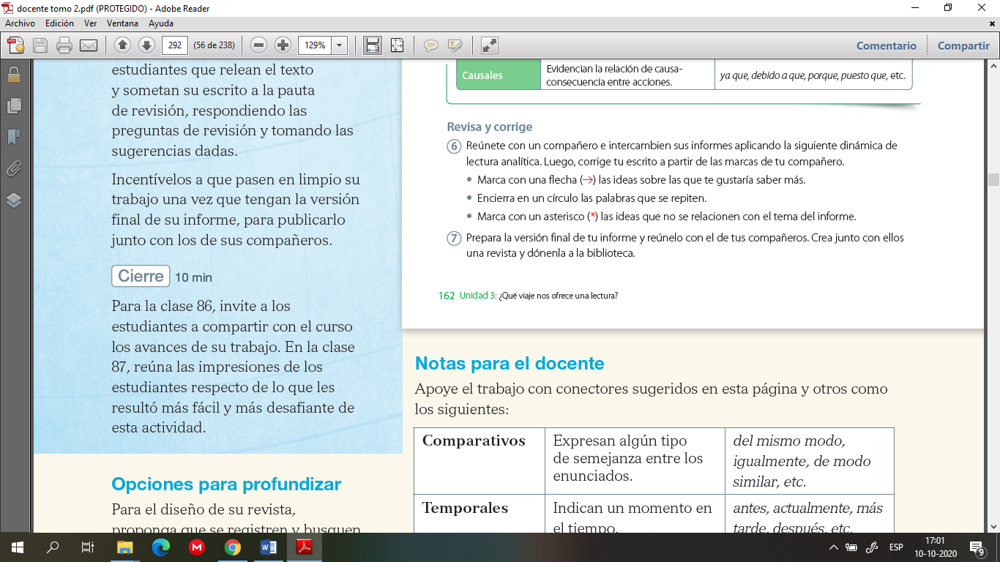 docente tomo 2.pdf (PROTEGIDO) - Adobe Reader
Archivo Edición Ver Ventana Ayuda
292 (56 de 238) 129% Comentario Compartir
estudiantes que relean el texto
y sometan su escrito a la pauta
de revisión, respondiendo las
preguntas de revisión y tomando las
sugerencias dadas.
Incentívelos a que pasen en limpio su
trabajo una vez que tengan la versión
final de su informe, para publicarlo
junto con los de sus compañeros.
Cierre 10 min
Para la clase 86, invite a los
estudiantes a compartir con el curso
los avances de su trabajo. En la clase
87, reúna las impresiones de los
estudiantes respecto de lo que les
resultó más fácil y más desafiante de
esta actividad.
Opciones para profundizar
Para el diseño de su revista,
proponga que se registren y busquen
Causales
Evidencian la relación de causa-
consecuencia entre acciones.
ya que, debido a que, porque, puesto que, etc.
Revisa y corrige
6 Reúnete con un compañero e intercambien sus informes aplicando la siguiente dinámica de
lectura analítica. Luego, corrige tu escrito a partir de las marcas de tu compañero.
• Marca con una flecha (→) las ideas sobre las que te gustaría saber más.
• Encierra en un círculo las palabras que se repiten.
• Marca con un asterisco (*) las ideas que no se relacionen con el tema del informe.
7 Prepara la versión final de tu informe y reúnelo con el de tus compañeros. Crea junto con ellos
una revista y dónenla a la biblioteca.
162 Unidad 3: ¿Qué viaje nos ofrece una lectura?
Notas para el docente
Apoye el trabajo con conectores sugeridos en esta página y otros como
los siguientes:
Comparativos
Expresan algún tipo
de semejanza entre los
enunciados.
del mismo modo,
igualmente, de modo
similar, etc.
Temporales
Indican un momento en
el tiempo.
antes, actualmente, más
tarde, después, etc.
ESP
17:01
10-10-2020
9